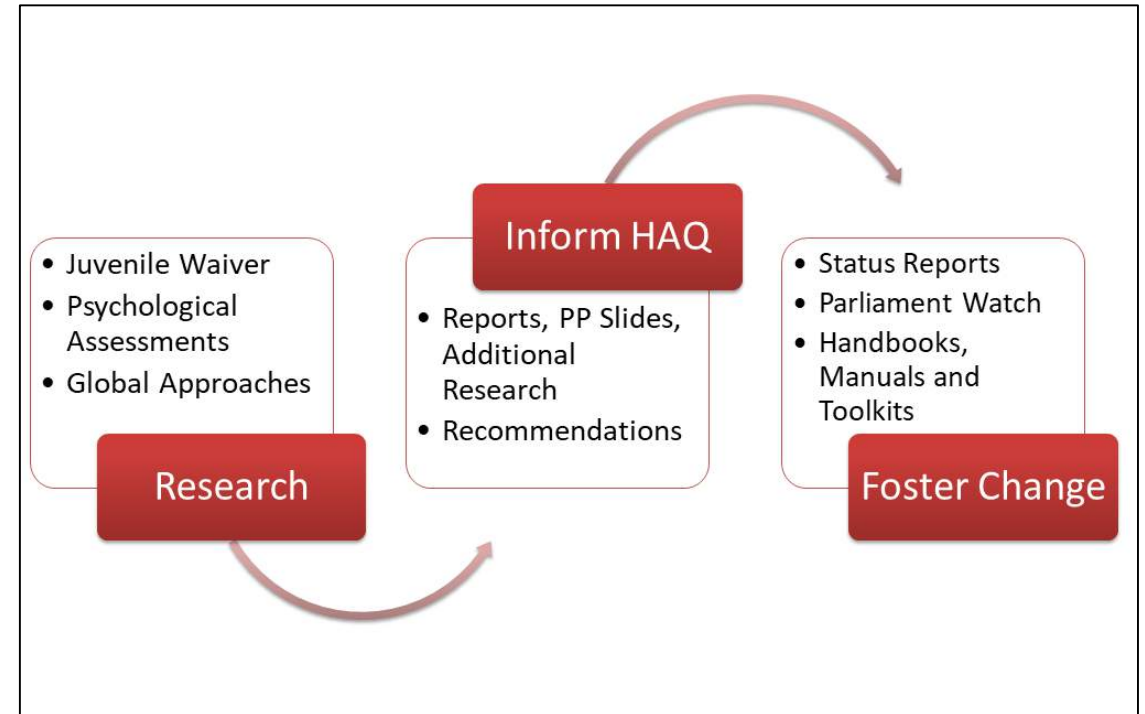 • Juvenile Waiver
• Psychological
Assessments
• Global Approaches
Research
Inform HAQ
• Reports, PP Slides,
Additional
Research
• Recommendations
• Status Reports
• Parliament Watch
• Handbooks,
Manuals and
Toolkits
Foster Change